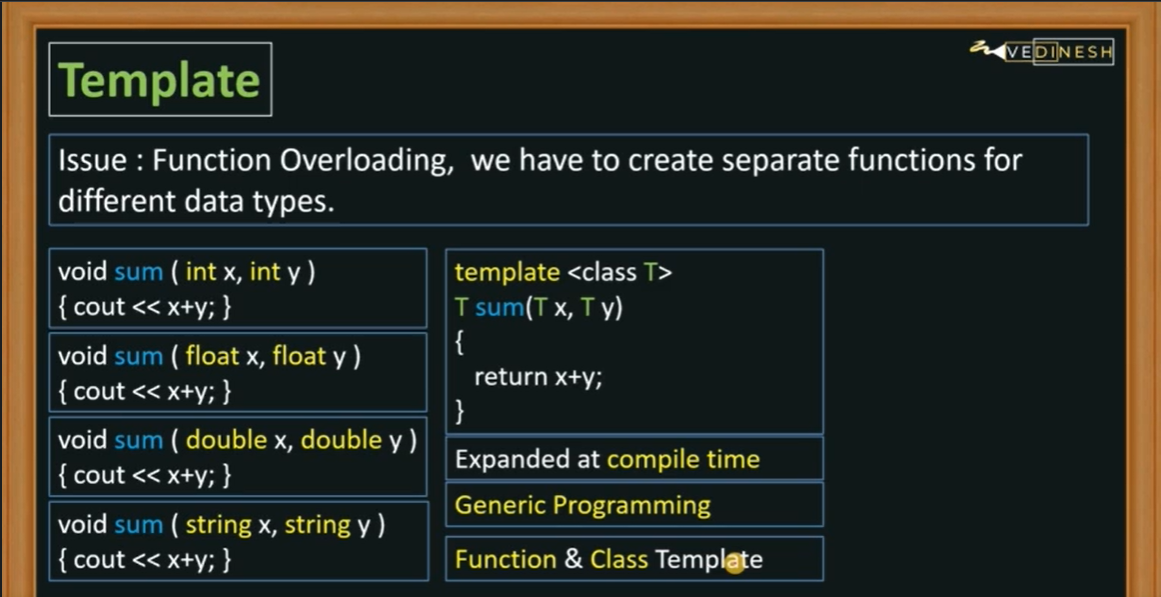 Template
VEDINESH
Issue : Function Overloading, we have to create separate functions for
different data types.
void sum ( int x, int y )
{ cout << x+y; }
void sum ( float x, float y )
{ cout << x+y; }
void sum ( double x, double y )
{ cout << x+y; }
void sum ( string x, string y )
{ cout << x+y; }
template <class T>
T sum(T x, T y)
{
return x+y;
}
Expanded at compile time
Generic Programming
Function & Class Template